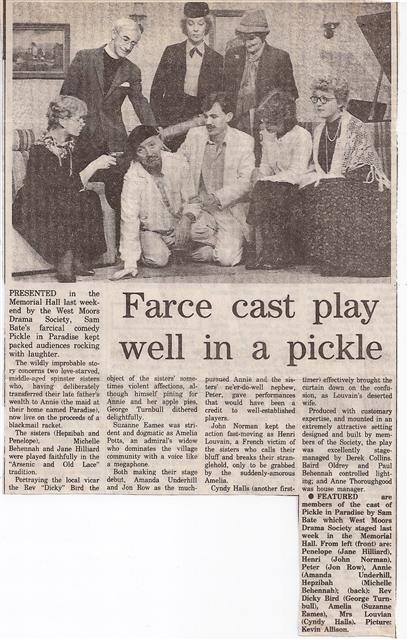 Farce cast play
well in a pickle
PRESENTED in the
Memorial Hall last week-
end by the West Moors
Drama Society, Sam
Bate's farcical comedy
Pickle in Paradise kept
packed audiences rocking
with laughter.
The wildly improbable sto-
ry concerns two love-starved,
middle-aged spinster sisters
who, having deliberately
transferred their late father's
wealth to Annie (the maid at
their home named Paradise),
now live on the proceeds of a
blackmail racket.
The sisters (Hepzibah and
Penelope), Michelle
Behennah and Jane Hilliard
were played faithfully in the
"Arsenic and Old Lace"
tradition.
Portraying the local vicar
the Rev "Dicky" Bird the
object of the sisters' some-
times violent affections, al-
though himself pining for
Annie and her apple pies,
George Turnbull dithered
delightfully.
Suzanne Eames was stri-
dent and dogmatic as Amelia
Potts, an admiral's widow
who dominates the village
community with a voice like
a megaphone.
Both making their stage
debut, Amanda Underhill
and Jon Row as the much-
pursued Annie and the sis-
ters' ne'er-do-well nephew,
Peter, gave performances
that would have been a
credit to well-established
players.
John Norman kept the
action fast-moving as Henri
Louvain, a French victim of
the sisters who calls their
bluff and breaks their stran-
glehold, only to be grabbed
by the suddenly-amorous
Amelia.
Cyndy Halls (another first-
timer) effectively brought the
curtain down on the confu-
sion, as Louvain's deserted
wife.
Produced with customary
expertise, and mounted in an
extremely attractive setting
designed and built by mem-
bers of the Society, the play
was excellently stage-
managed by Derek Collins.
Baird Oldrey and Paul
Behennah controlled light-
ing; and Anne Thoroughgood
was house manager.
● FEATURED are
members of the cast of
Pickle in Paradise by Sam
Bate which West Moors
Drama Society staged last
week in the Memorial
Hall. From left (front) are:
Penelope (Jane Hilliard),
Henri (John Norman),
Peter (Jon Row), Annie
(Amanda Underhill,
Hepzibah (Michelle
Behennah); (back): Rev
Dicky Bird (George Turn-
bull), Amelia (Suzanne
Eames), Mrs Louvian
(Cyndy Halls). Picture:
Kevin Allison.